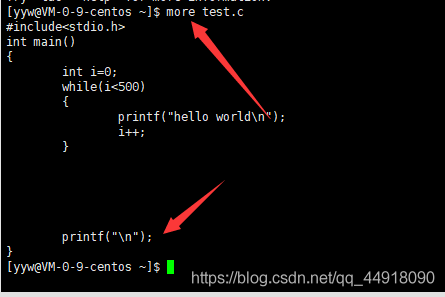 [yyw@VM-0-9-centos ~]$ more test.c
#include<stdio.h>
int main()
{
        int i=0;
        while(i<500)
        {
                printf("hello world\n");
                i++;
        }
        printf("\n");
}
[yyw@VM-0-9-centos ~]$
https://blog.csdn.net/qq_44918090